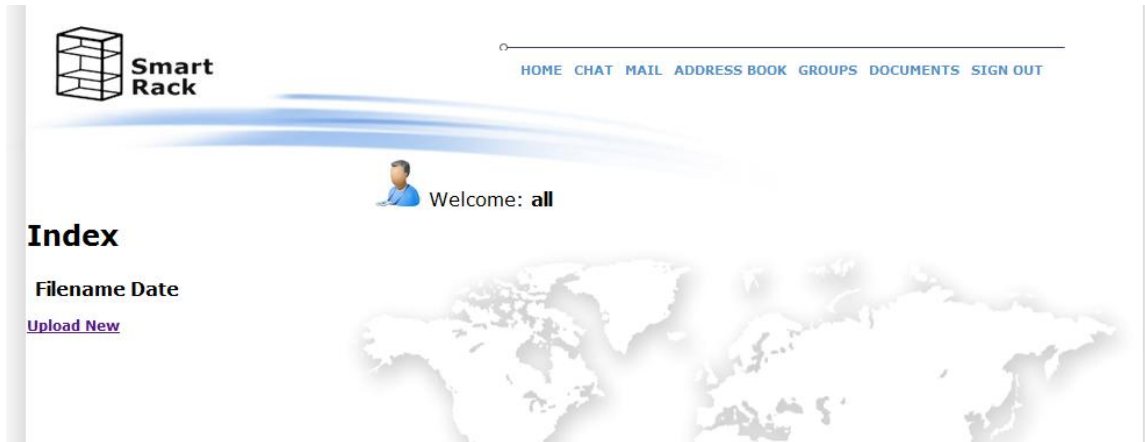 Smart
Rack
HOME CHAT MAIL ADDRESS BOOK GROUPS DOCUMENTS SIGN OUT
Welcome: all
Index
Filename Date
Upload New